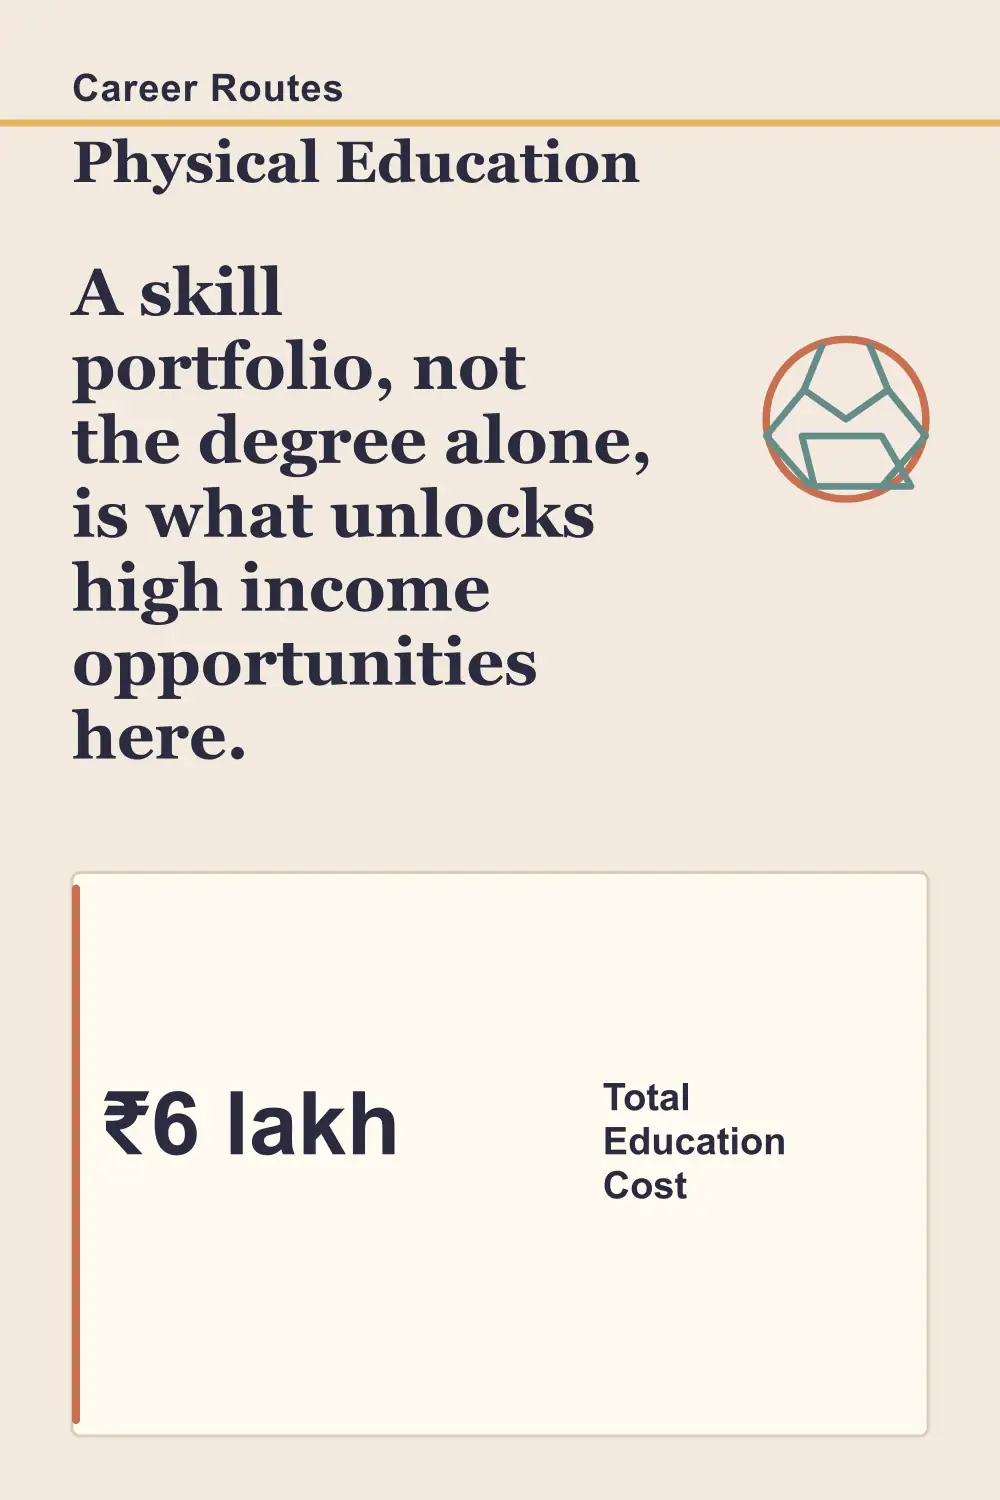 Career Routes
Physical Education
A skill
portfolio, not
the degree alone,
is what unlocks
high income
opportunities
here.
₹6 lakh
Total
Education
Cost